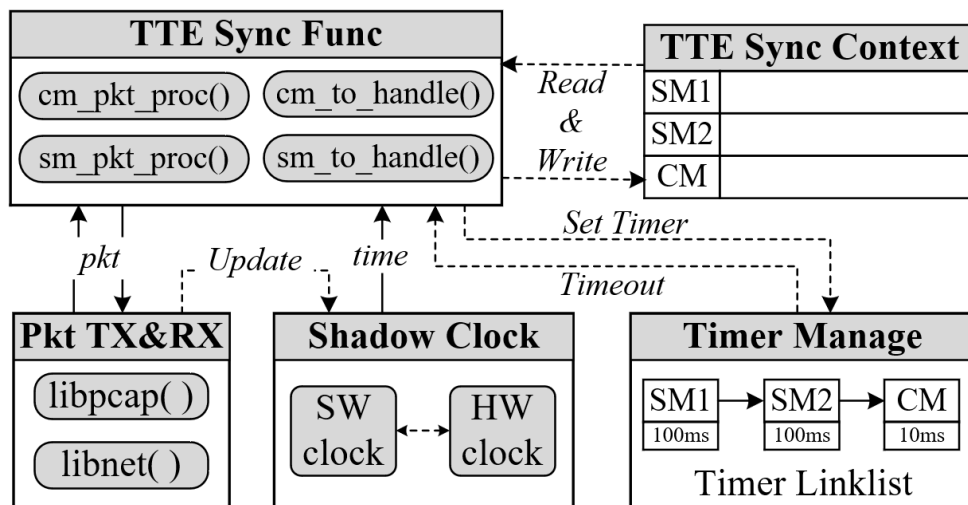 TTE Sync Func
cm_pkt_proc()
cm_to_handle()
sm_pkt_proc()
sm_to_handle()
Read
&
Write
TTE Sync Context
SM1
SM2
CM
pkt
Update
time
Set Timer
Timeout
Pkt TX&RX
libpcap( )
libnet( )
Shadow Clock
SW
clock
HW
clock
Timer Manage
SM1
100ms
SM2
100ms
CM
10ms
Timer Linklist